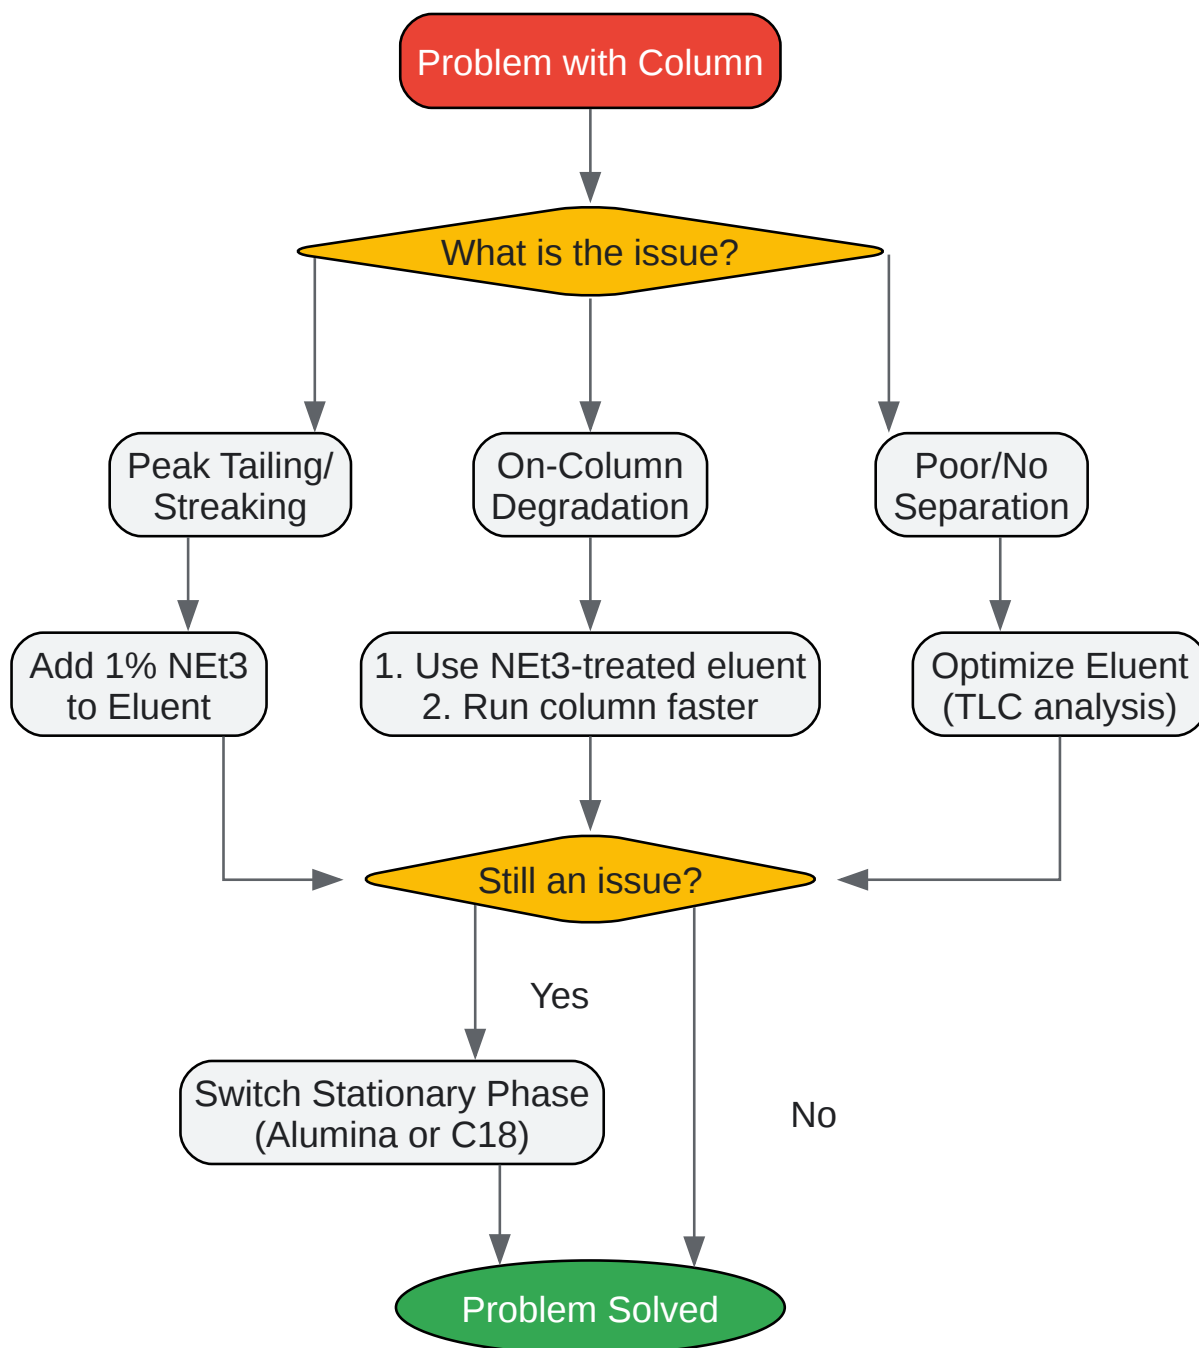 Problem with Column
What is the issue?
Peak Tailing/
Streaking
On-Column
Degradation
Poor/No
Separation
Add 1% NEt3
to Eluent
1. Use NEt3-treated eluent
2. Run column faster
Optimize Eluent
(TLC analysis)
Still an issue?
Yes
Switch Stationary Phase
(Alumina or C18)
No
Problem Solved